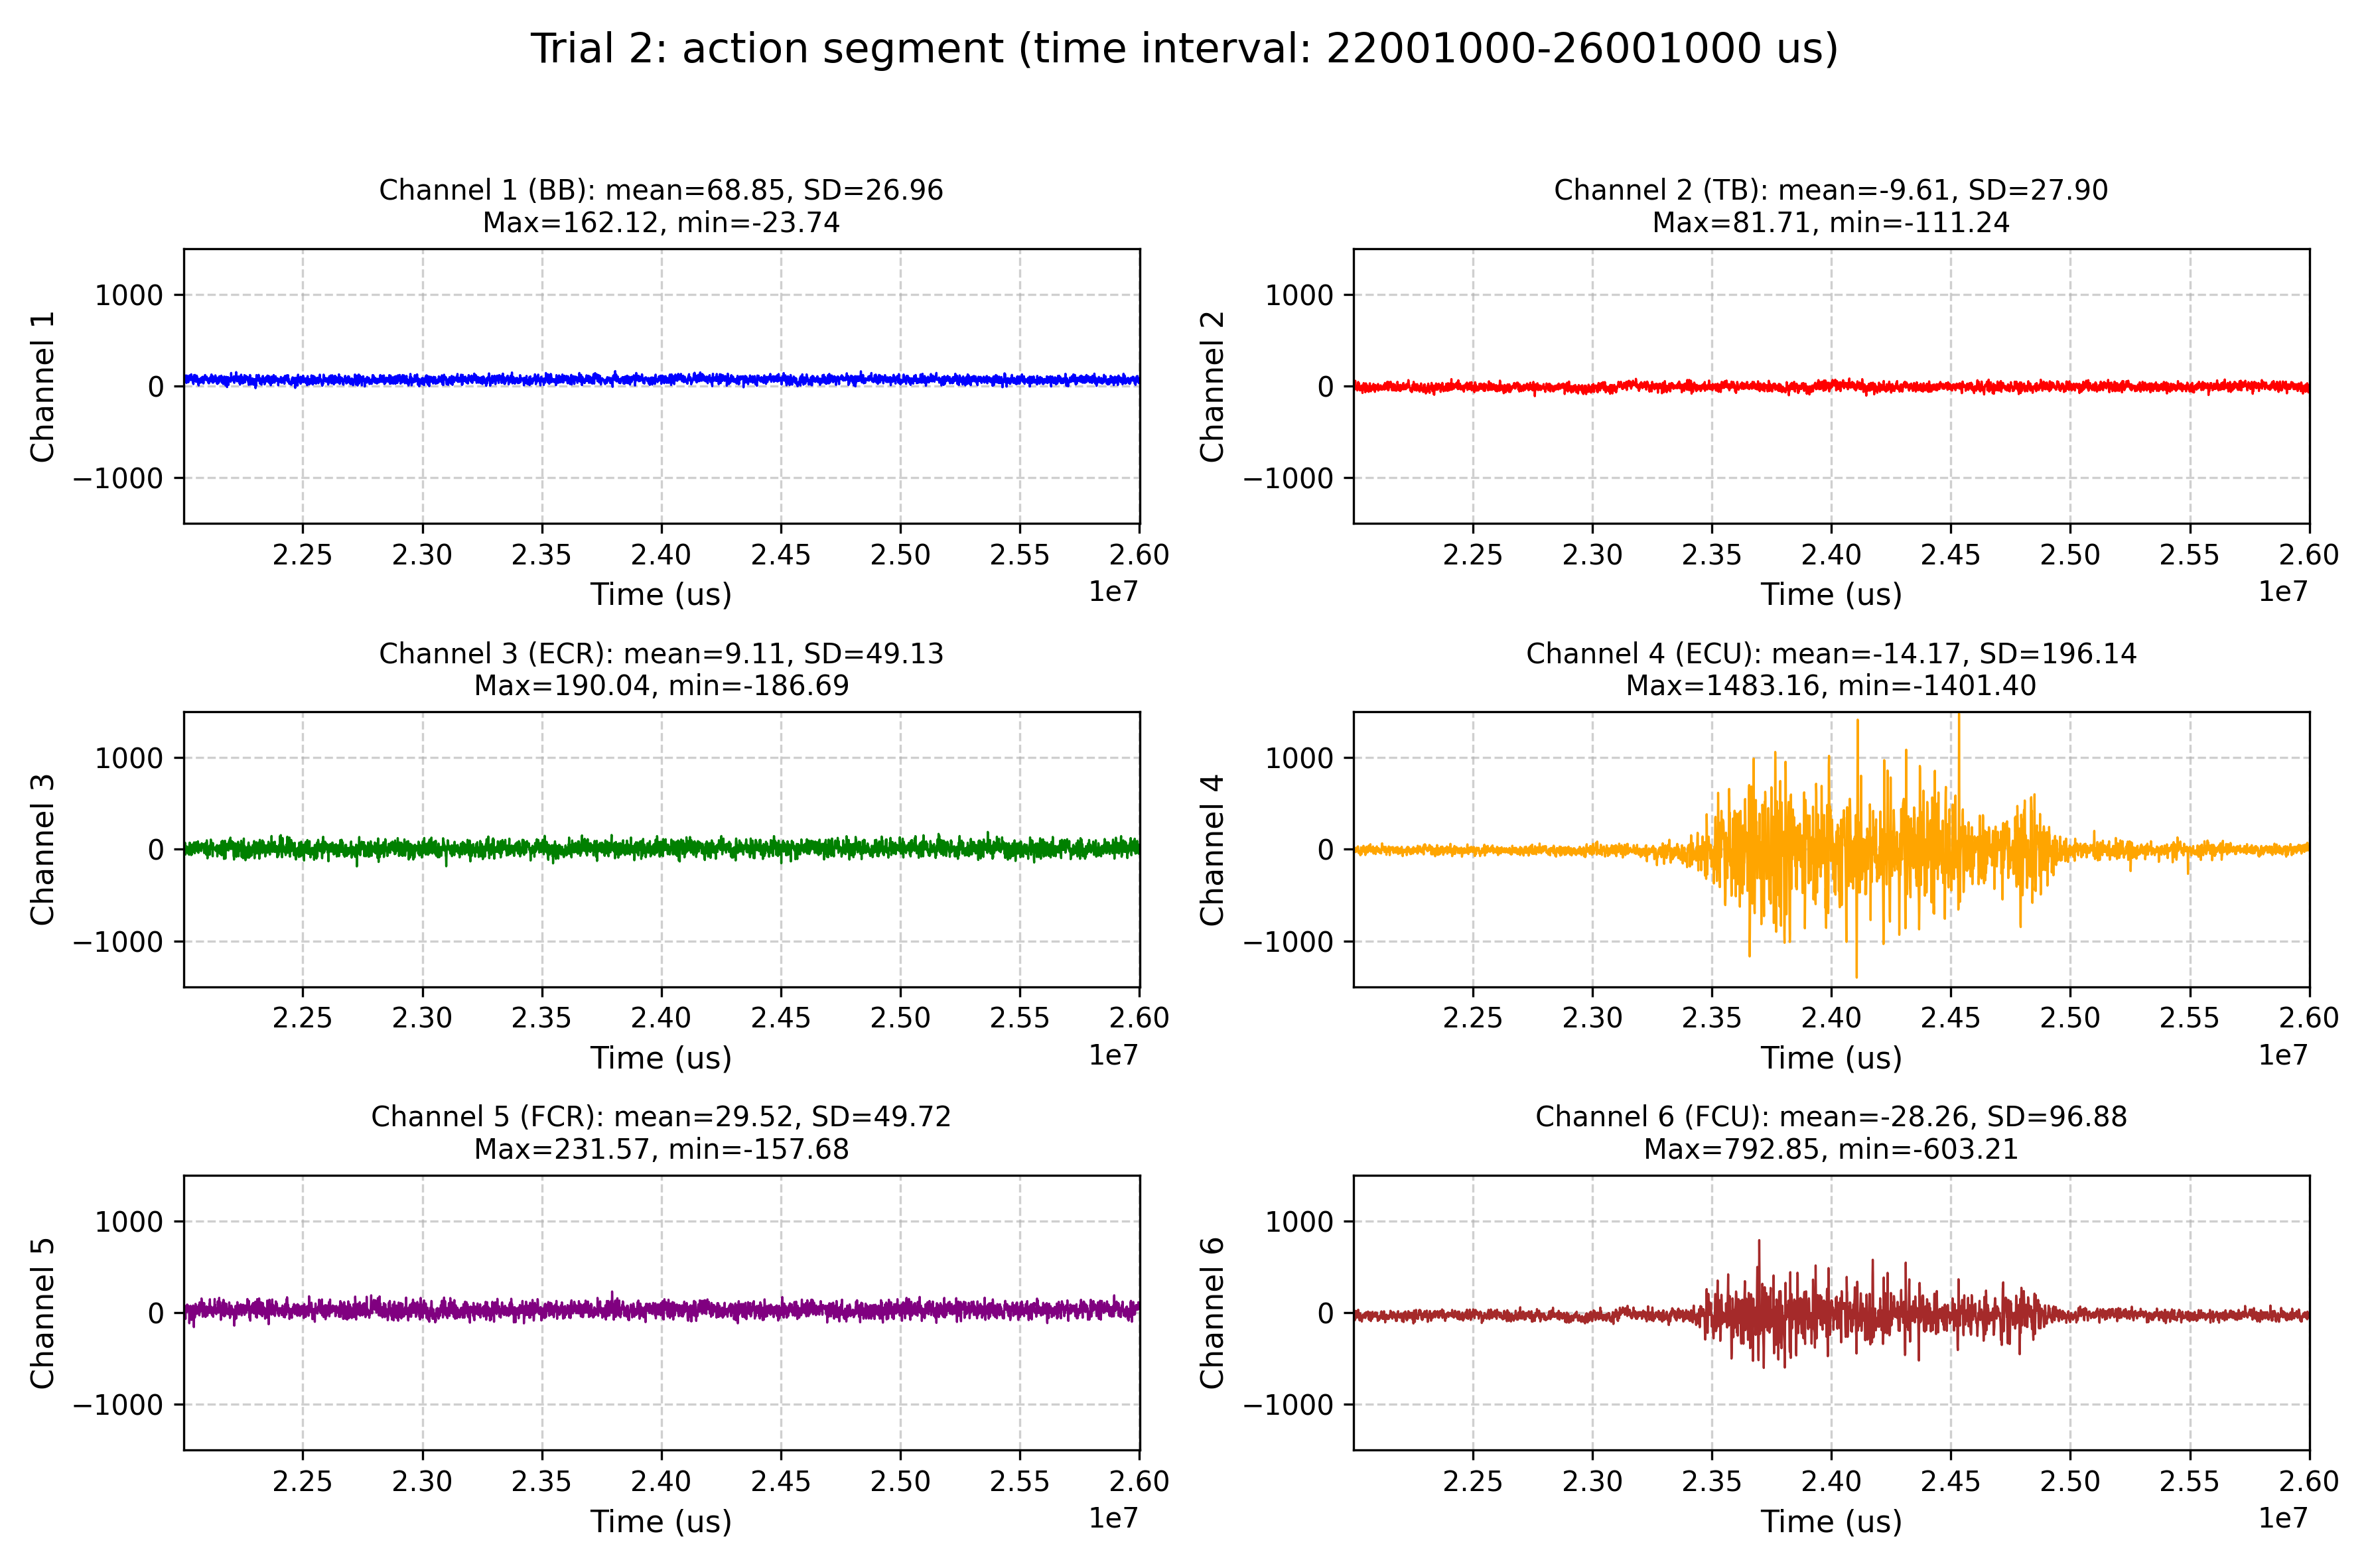 Trial 2: action segment (time interval: 22001000-26001000 us)
Channel 1 (BB): mean=68.85, SD=26.96
Max=162.12, min=-23.74
Channel 1
1000
0
−1000
2.25 2.30 2.35 2.40 2.45 2.50 2.55 2.60
Time (us)
1e7
Channel 2 (TB): mean=-9.61, SD=27.90
Max=81.71, min=-111.24
Channel 2
1000
0
−1000
2.25 2.30 2.35 2.40 2.45 2.50 2.55 2.60
Time (us)
1e7
Channel 3 (ECR): mean=9.11, SD=49.13
Max=190.04, min=-186.69
Channel 3
1000
0
−1000
2.25 2.30 2.35 2.40 2.45 2.50 2.55 2.60
Time (us)
1e7
Channel 4 (ECU): mean=-14.17, SD=196.14
Max=1483.16, min=-1401.40
Channel 4
1000
0
−1000
2.25 2.30 2.35 2.40 2.45 2.50 2.55 2.60
Time (us)
1e7
Channel 5 (FCR): mean=29.52, SD=49.72
Max=231.57, min=-157.68
Channel 5
1000
0
−1000
2.25 2.30 2.35 2.40 2.45 2.50 2.55 2.60
Time (us)
1e7
Channel 6 (FCU): mean=-28.26, SD=96.88
Max=792.85, min=-603.21
Channel 6
1000
0
−1000
2.25 2.30 2.35 2.40 2.45 2.50 2.55 2.60
Time (us)
1e7